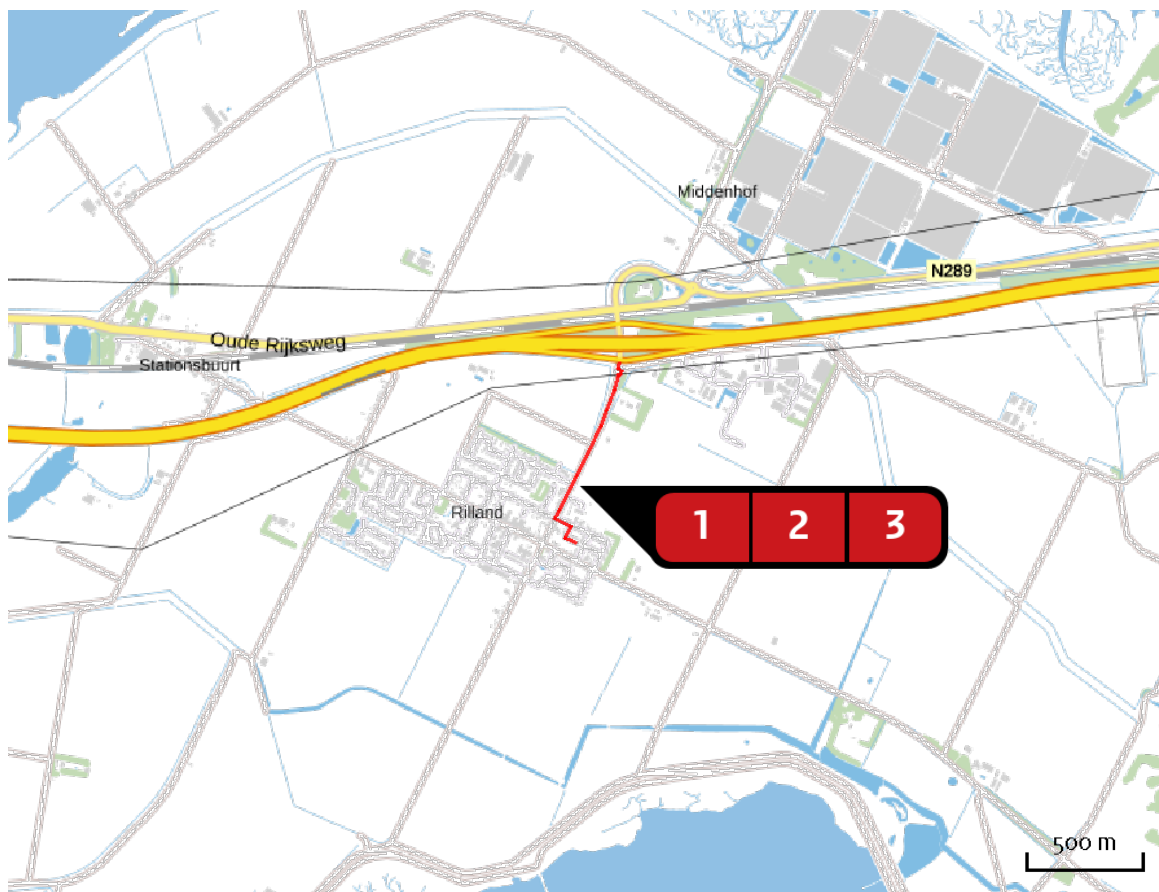 Middenhof
N289
Oude Rijksweg
Stationsbuurt
Rilland
1 2 3
500 m